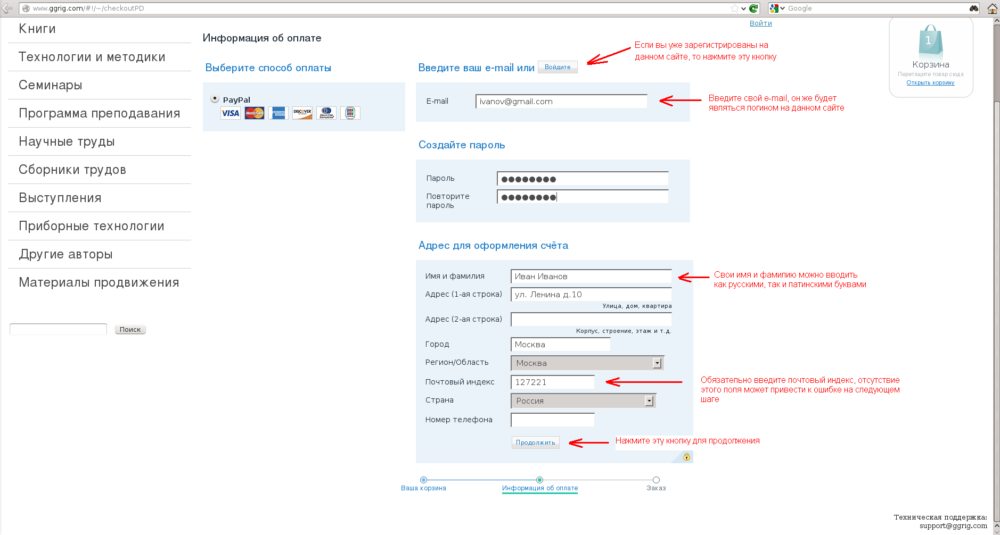 www.ggrig.com/#!/~/checkoutPD
Google
Книги
Технологии и методики
Семинары
Программа преподавания
Научные труды
Сборники трудов
Выступления
Приборные технологии
Другие авторы
Материалы продвижения
Поиск
Войти
Информация об оплате
Выберите способ оплаты
PayPal
VISA
MasterCard
AMERICAN EXPRESS
DISCOVER
NETWORK
Diners Club
International
JCB
Введите ваш e-mail или
Войдите
Если вы уже зарегистрированы на
данном сайте, то нажмите эту кнопку
E-mail
ivanov@gmail.com
Введите свой e-mail, он же будет
являться логином на данном сайте
Создайте пароль
Пароль
●●●●●●●●
Повторите
пароль
●●●●●●●●
Адрес для оформления счёта
Имя и фамилия
Иван Иванов
Свои имя и фамилию можно вводить
как русскими, так и латинскими буквами
Адрес (1-ая строка)
ул. Ленина д.10
Улица, дом, квартира
Адрес (2-ая строка)
Корпус, строение, этаж и т.д.
Город
Москва
Регион/Область
Москва
Почтовый индекс
127221
Обязательно введите почтовый индекс, отсутствие
этого поля может привести к ошибке на следующем
шаге
Страна
Россия
Номер телефона
Продолжить
Нажмите эту кнопку для продолжения
Ваша корзина
Информация об оплате
Заказ
1
Корзина
Перетащите товар сюда
Открыть корзину
Техническая поддержка:
support@ggrig.com